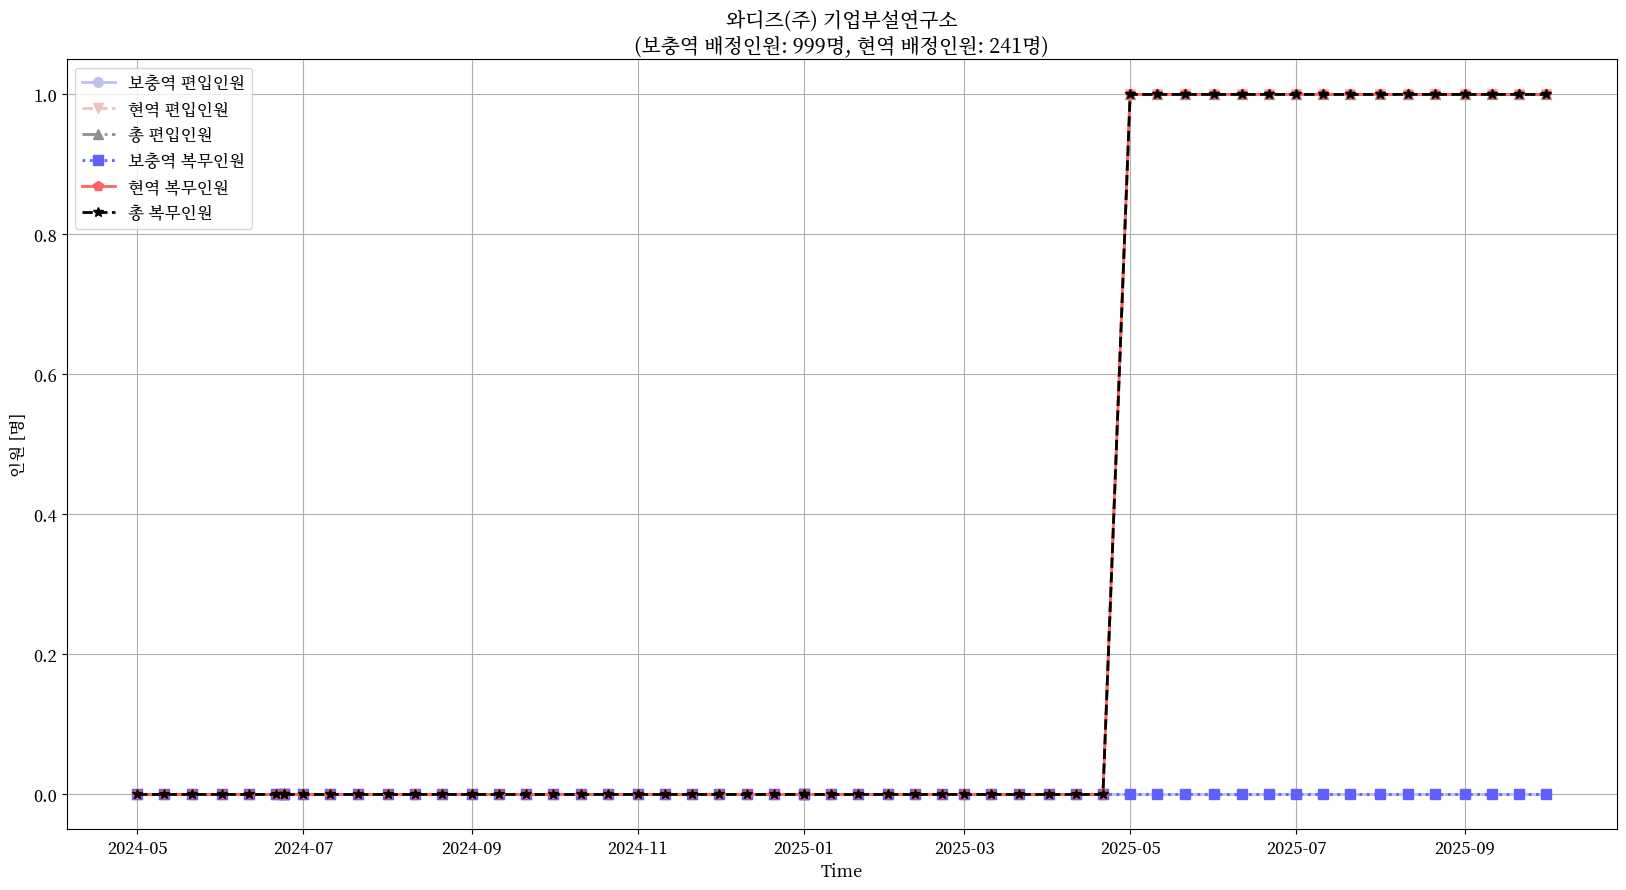 와디즈(주) 기업부설연구소
(보충역 배정인원: 999명, 현역 배정인원: 241명)
보충역 편입인원
현역 편입인원
총 편입인원
보충역 복무인원
현역 복무인원
총 복무인원
1.0
0.8
0.6
0.4
0.2
0.0
인원 [명]
2024-05 2024-07 2024-09 2024-11 2025-01 2025-03 2025-05 2025-07 2025-09
Time